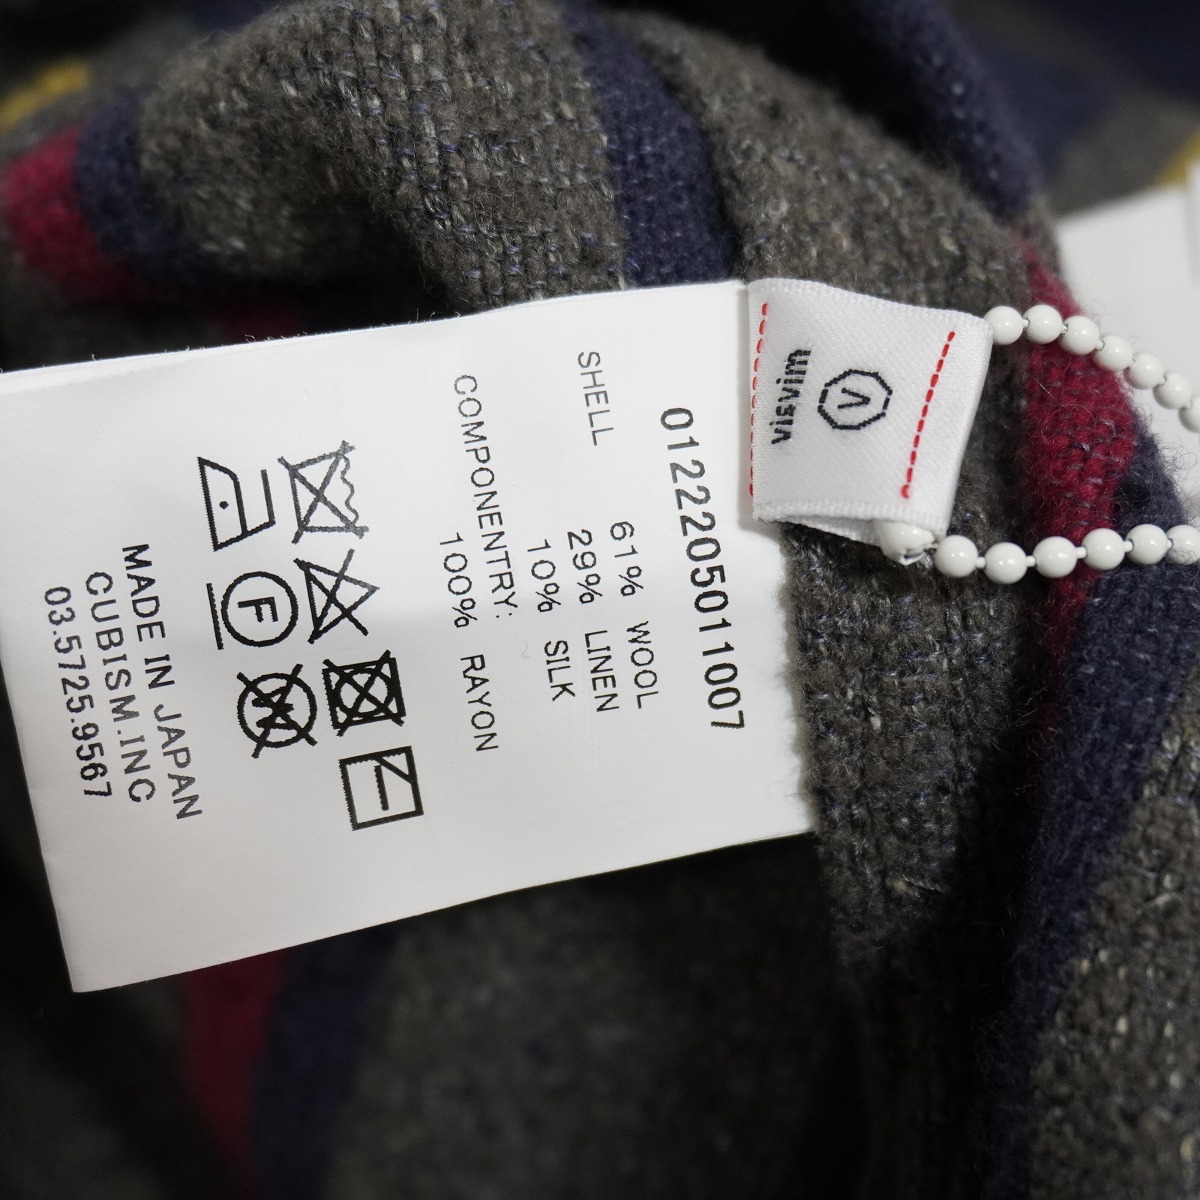 visvim
V
0122205011007
SHELL 61% WOOL
29% LINEN
10% SILK
COMPONENTRY:
100% RAYON
F
W
MADE IN JAPAN
CUBISM.INC
03.5725.9567